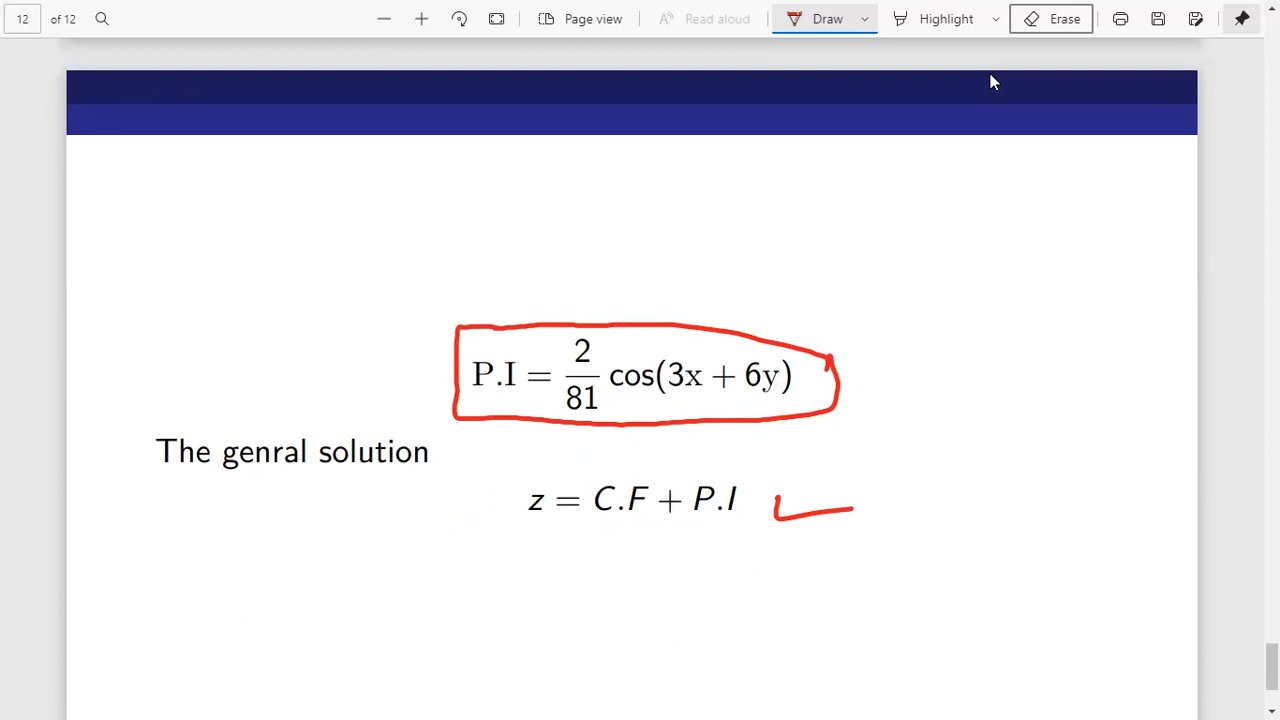 12 of 12 Page view Read aloud Draw Highlight Erase
P.I = 2/81 cos(3x + 6y)
The genral solution
z = C.F + P.I